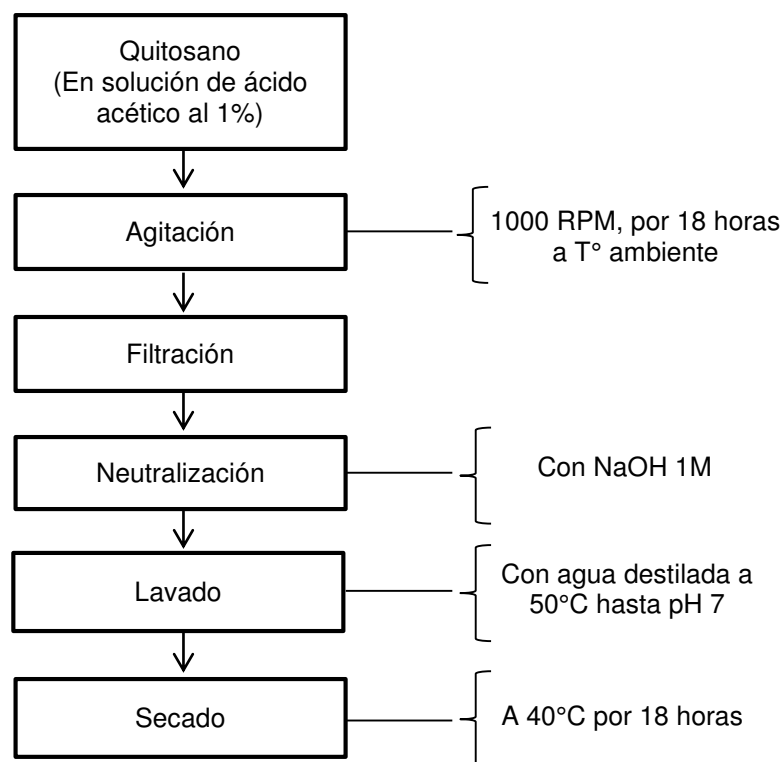 Quitosano
(En solución de ácido
acético al 1%)
Agitación
1000 RPM, por 18 horas
a T° ambiente
Filtración
Neutralización
Con NaOH 1M
Lavado
Con agua destilada a
50°C hasta pH 7
Secado
A 40°C por 18 horas